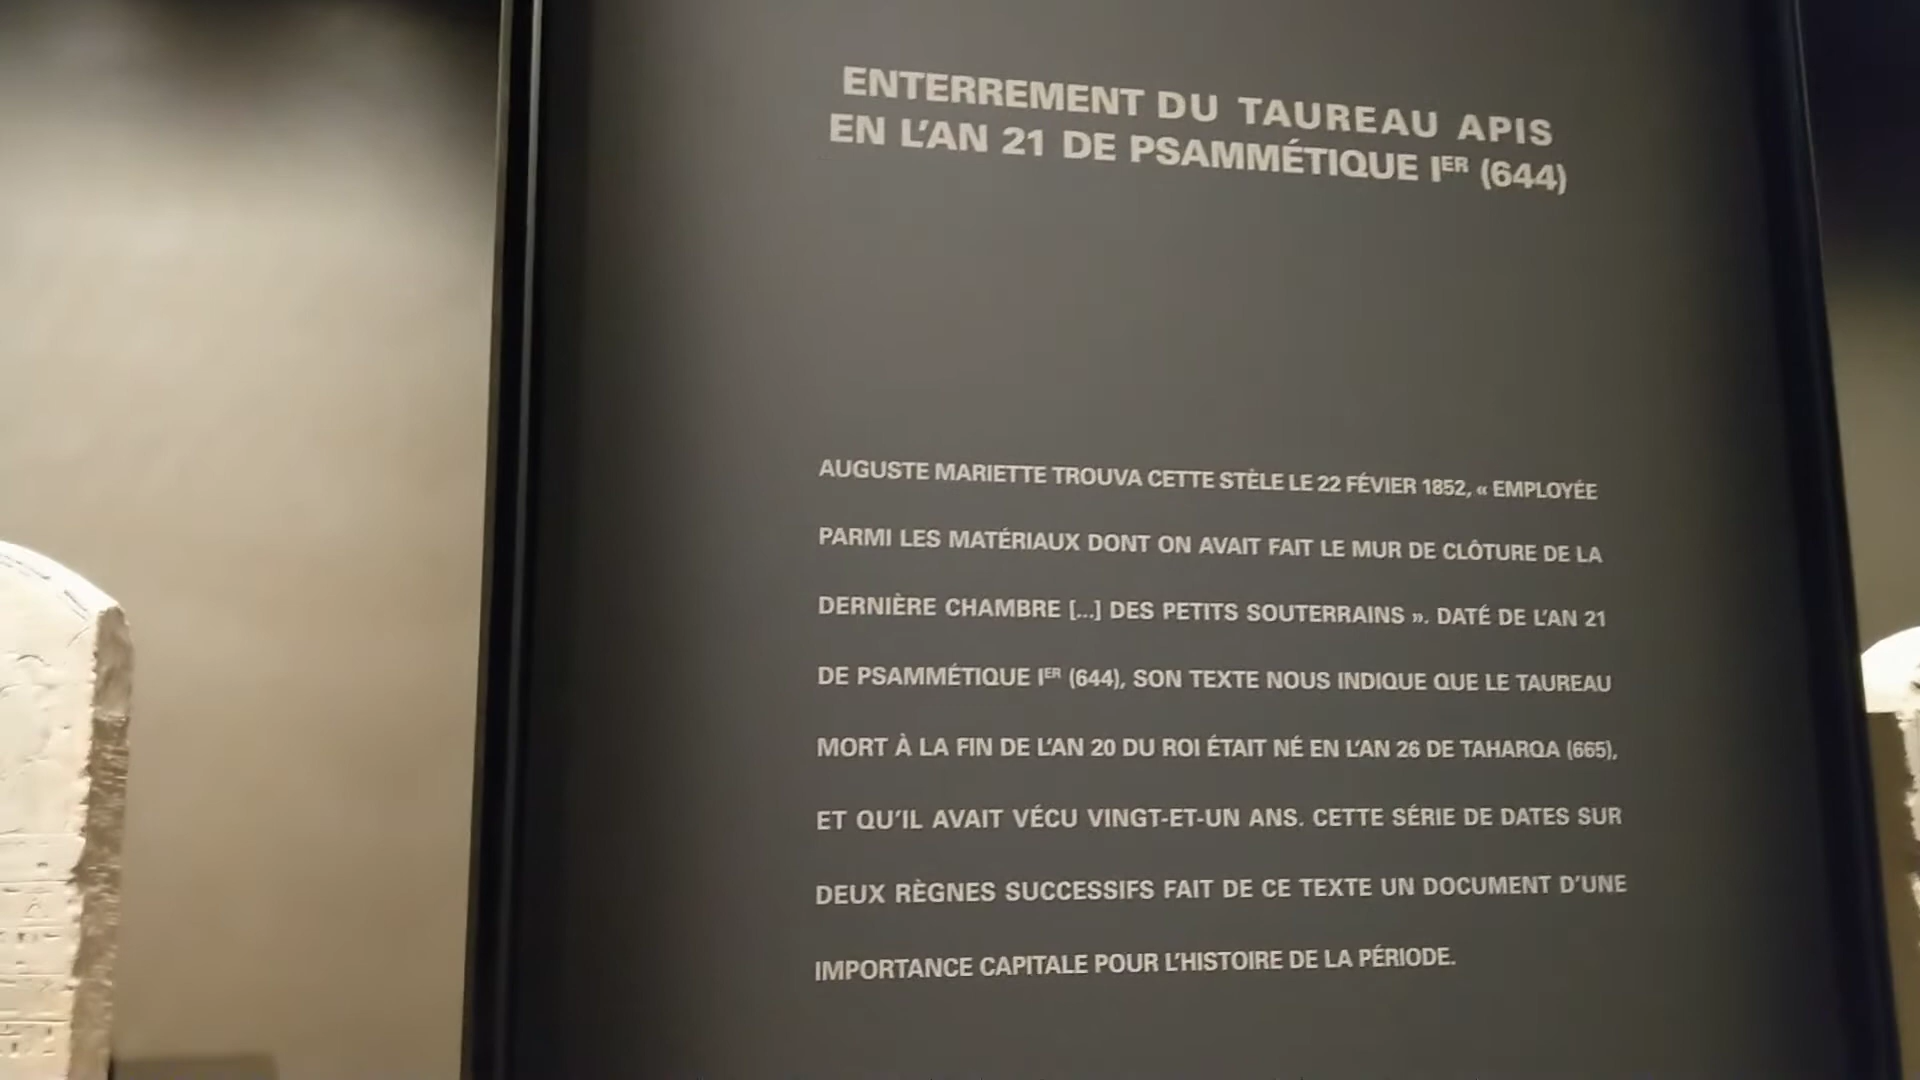 ENTERREMENT DU TAUREAU APIS
EN L'AN 21 DE PSAMMÉTIQUE IER (644)
AUGUSTE MARIETTE TROUVA CETTE STÈLE LE 22 FÉVIER 1852, « EMPLOYÉE
PARMI LES MATÉRIAUX DONT ON AVAIT FAIT LE MUR DE CLÔTURE DE LA
DERNIÈRE CHAMBRE [...] DES PETITS SOUTERRAINS ». DATÉ DE L'AN 21
DE PSAMMÉTIQUE IER (644), SON TEXTE NOUS INDIQUE QUE LE TAUREAU
MORT À LA FIN DE L'AN 20 DU ROI ÉTAIT NÉ EN L'AN 26 DE TAHARQA (665),
ET QU'IL AVAIT VÉCU VINGT-ET-UN ANS. CETTE SÉRIE DE DATES SUR
DEUX RÈGNES SUCCESSIFS FAIT DE CE TEXTE UN DOCUMENT D'UNE
IMPORTANCE CAPITALE POUR L'HISTOIRE DE LA PÉRIODE.